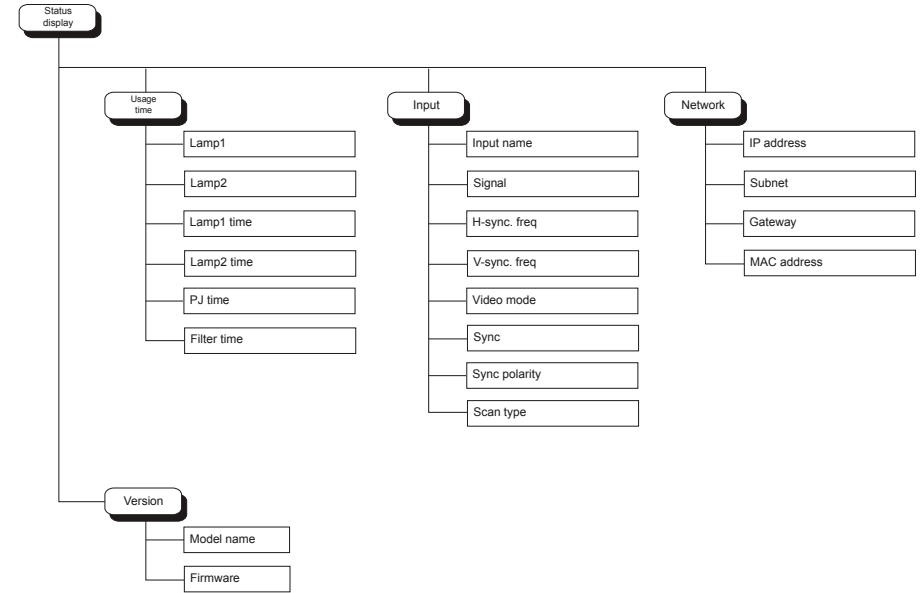 Status
display
Usage
time
Lamp1
Lamp2
Lamp1 time
Lamp2 time
PJ time
Filter time
Input
Input name
Signal
H-sync. freq
V-sync. freq
Video mode
Sync
Sync polarity
Scan type
Network
IP address
Subnet
Gateway
MAC address
Version
Model name
Firmware